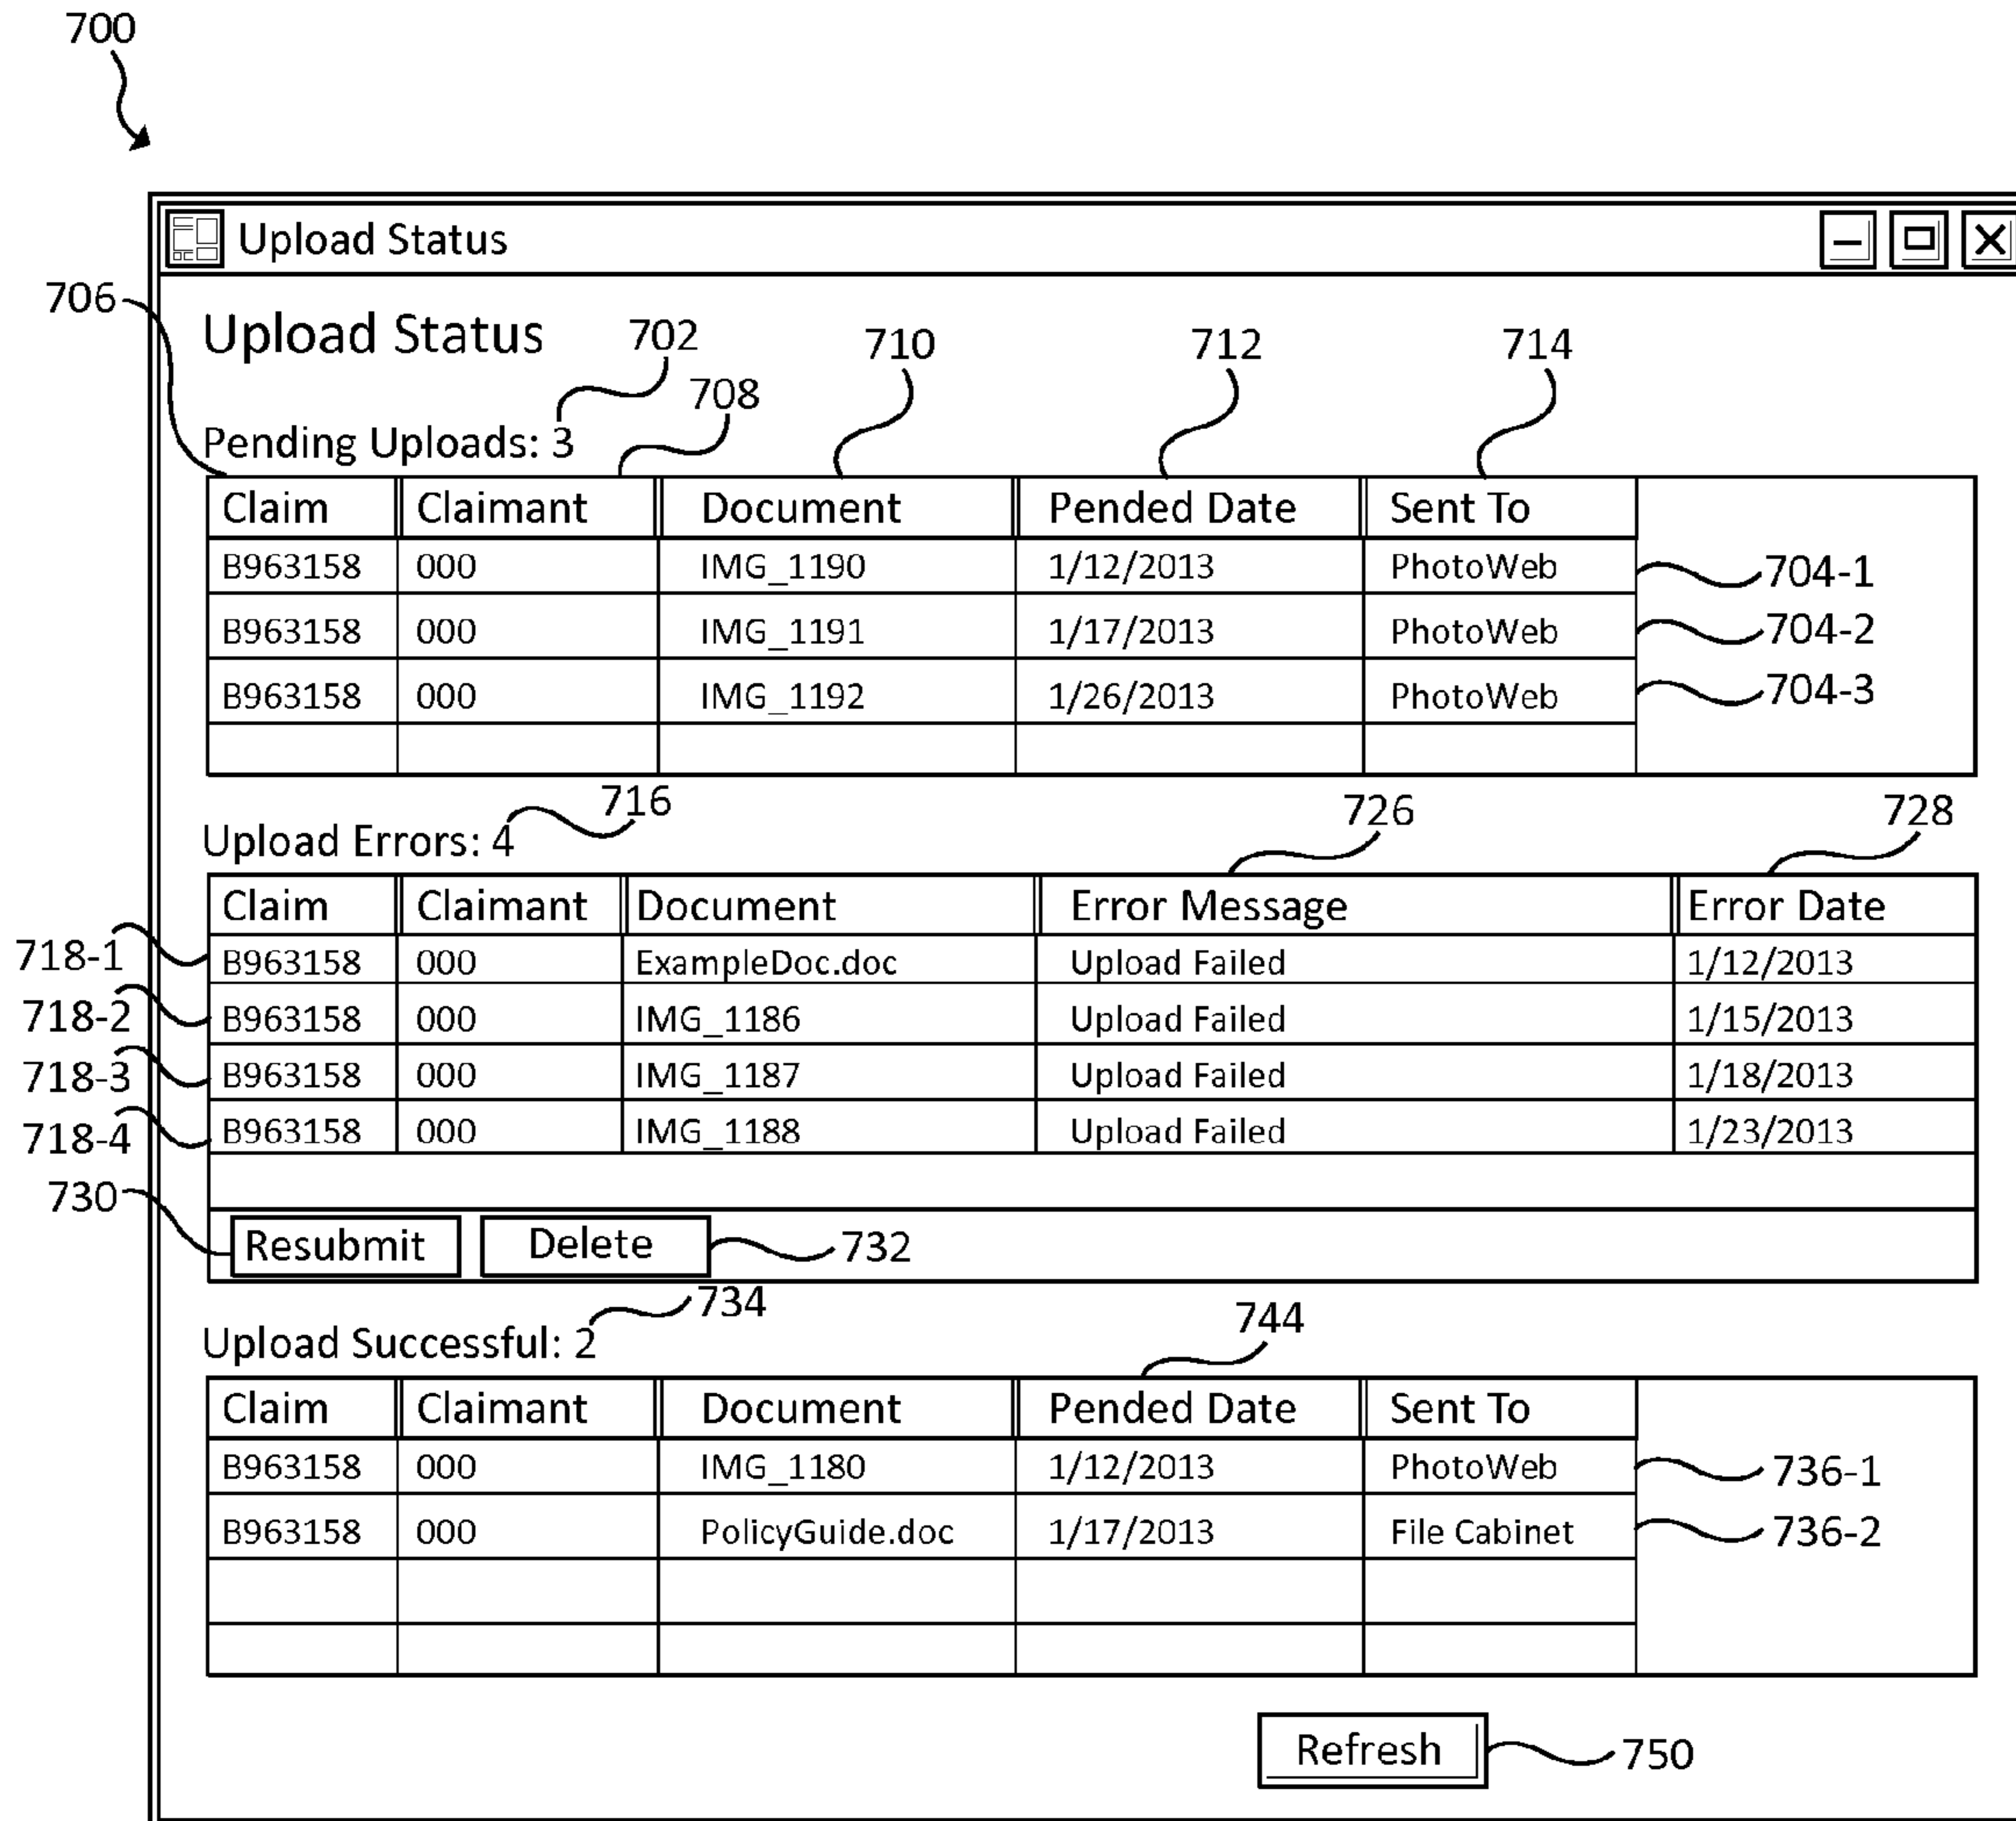 700
Upload Status
706
Upload Status 702 710 712 714
708
Pending Uploads: 3
Claim Claimant Document Pended Date Sent To
B963158 000 IMG_1190 1/12/2013 PhotoWeb 704-1
B963158 000 IMG_1191 1/17/2013 PhotoWeb 704-2
B963158 000 IMG_1192 1/26/2013 PhotoWeb 704-3
716 726 728
Upload Errors: 4
Claim Claimant Document Error Message Error Date
718-1 B963158 000 ExampleDoc.doc Upload Failed 1/12/2013
718-2 B963158 000 IMG_1186 Upload Failed 1/15/2013
718-3 B963158 000 IMG_1187 Upload Failed 1/18/2013
718-4 B963158 000 IMG_1188 Upload Failed 1/23/2013
730
Resubmit Delete 732
734 744
Upload Successful: 2
Claim Claimant Document Pended Date Sent To
B963158 000 IMG_1180 1/12/2013 PhotoWeb 736-1
B963158 000 PolicyGuide.doc 1/17/2013 File Cabinet 736-2
Refresh 750